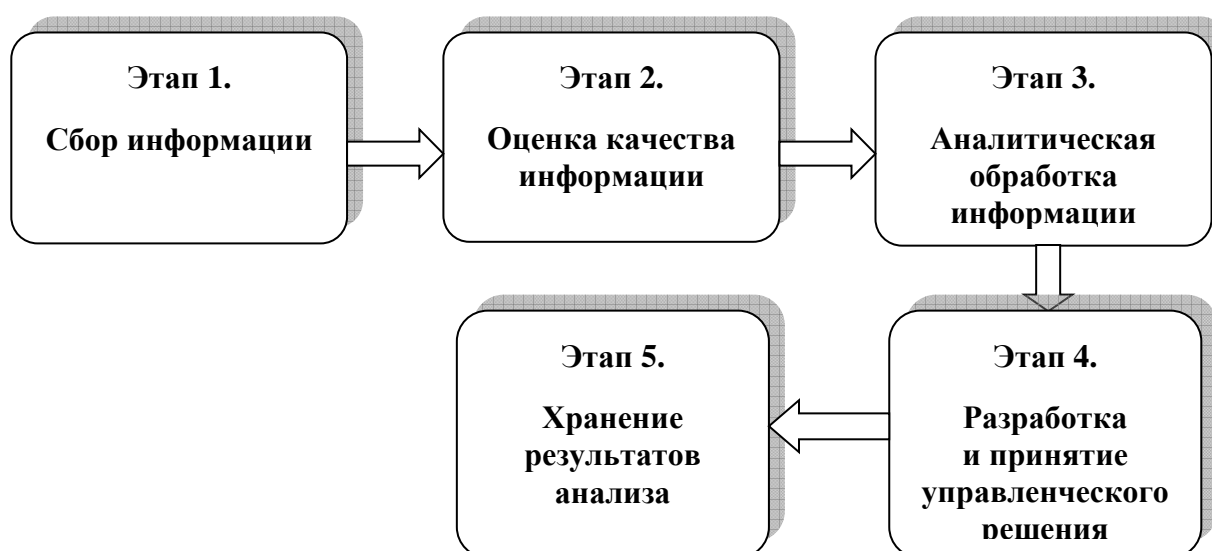 Этап 1.
Сбор информации
Этап 2.
Оценка качества
информации
Этап 3.
Аналитическая
обработка
информации
Этап 4.
Разработка
и принятие
управленческого
решения
Этап 5.
Хранение
результатов
анализа